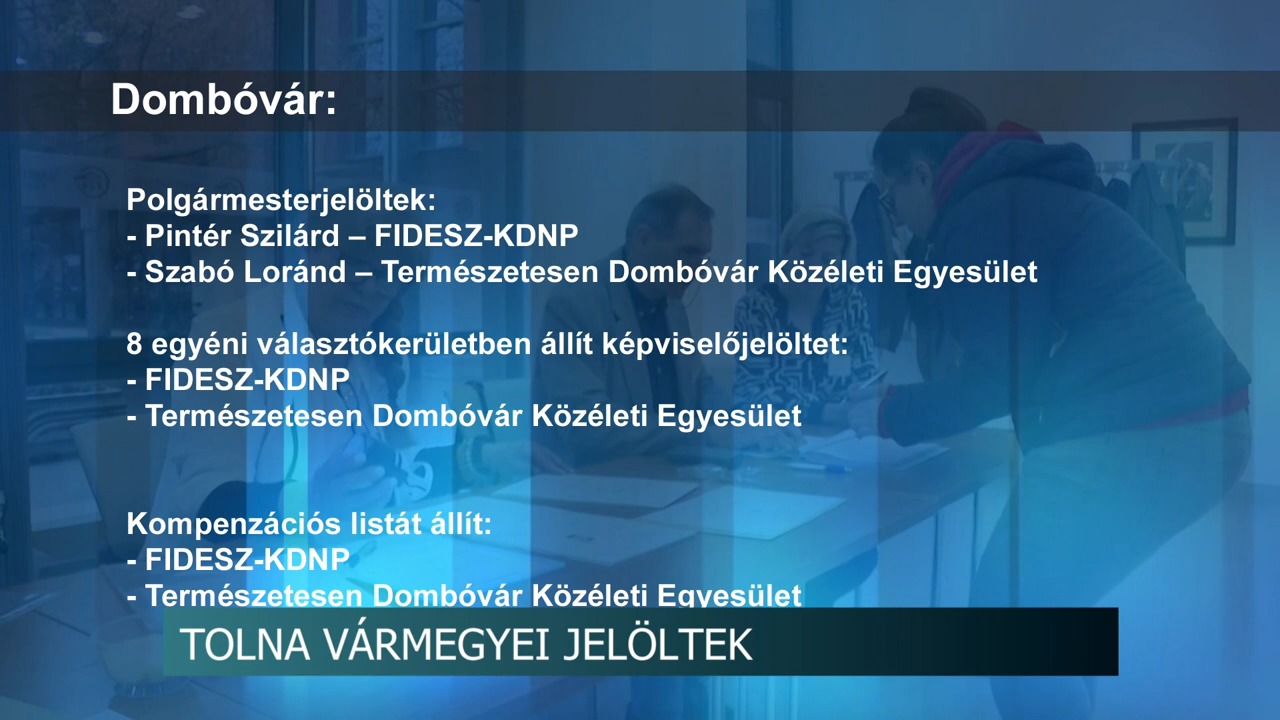 Dombóvár:
Polgármesterjelöltek:
- Pintér Szilárd – FIDESZ-KDNP
- Szabó Loránd – Természetesen Dombóvár Közéleti Egyesület
8 egyéni választókerületben állít képviselőjelöltet:
- FIDESZ-KDNP
- Természetesen Dombóvár Közéleti Egyesület
Kompenzációs listát állít:
- FIDESZ-KDNP
- Természetesen Dombóvár Közéleti Egyesület
TOLNA VÁRMEGYEI JELÖLTEK